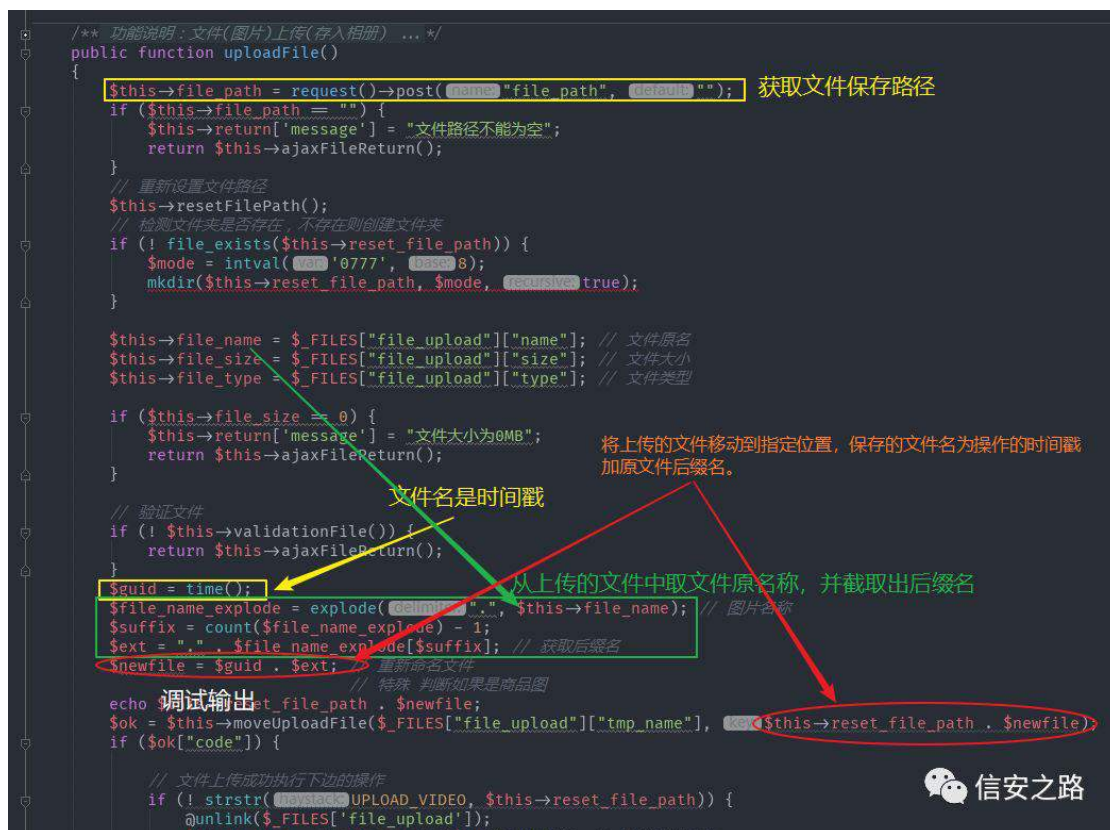 /** 功能说明：文件(图片)上传(存入相册) ...*/
public function uploadFile()
{
$this→file_path = request()→post( name: "file_path", default: ""); 获取文件保存路径
if ($this→file_path == "") {
$this→return['message'] = "文件路径不能为空";
return $this→ajaxFileReturn();
}
// 重新设置文件路径
$this→resetFilePath();
// 检测文件夹是否存在，不存在则创建文件夹
if (! file_exists($this→reset_file_path)) {
$mode = intval( var: '0777', base: 8);
mkdir($this→reset_file_path, $mode, recursive: true);
}
$this→file_name = $_FILES["file_upload"]["name"]; // 文件原名
$this→file_size = $_FILES["file_upload"]["size"]; // 文件大小
$this→file_type = $_FILES["file_upload"]["type"]; // 文件类型
if ($this→file_size == 0) {
$this→return['message'] = "文件大小为0MB";
return $this→ajaxFileReturn();
}
将上传的文件移动到指定位置，保存的文件名为操作的时间戳
加原文件后缀名。
文件名是时间戳
// 验证文件
if (! $this→validationFile()) {
return $this→ajaxFileReturn();
}
$guid = time();
从上传的文件中取文件原名称，并截取出后缀名
$file_name_explode = explode( delimiter: ".", $this→file_name); // 图片名称
$suffix = count($file_name_explode) - 1;
$ext = "." . $file_name_explode[$suffix]; // 获取后缀名
$newfile = $guid . $ext; // 重新命名文件
// 特殊 判断如果是商品图
调试输出
echo $ reset_file_path . $newfile;
$ok = $this→moveUploadFile($_FILES["file_upload"]["tmp_name"], key: $this→reset_file_path . $newfile);
if ($ok["code"]) {
// 文件上传成功执行下边的操作
if (! strstr( haystack: UPLOAD_VIDEO, $this→reset_file_path)) {
@unlink($_FILES['file_upload']);
信安之路